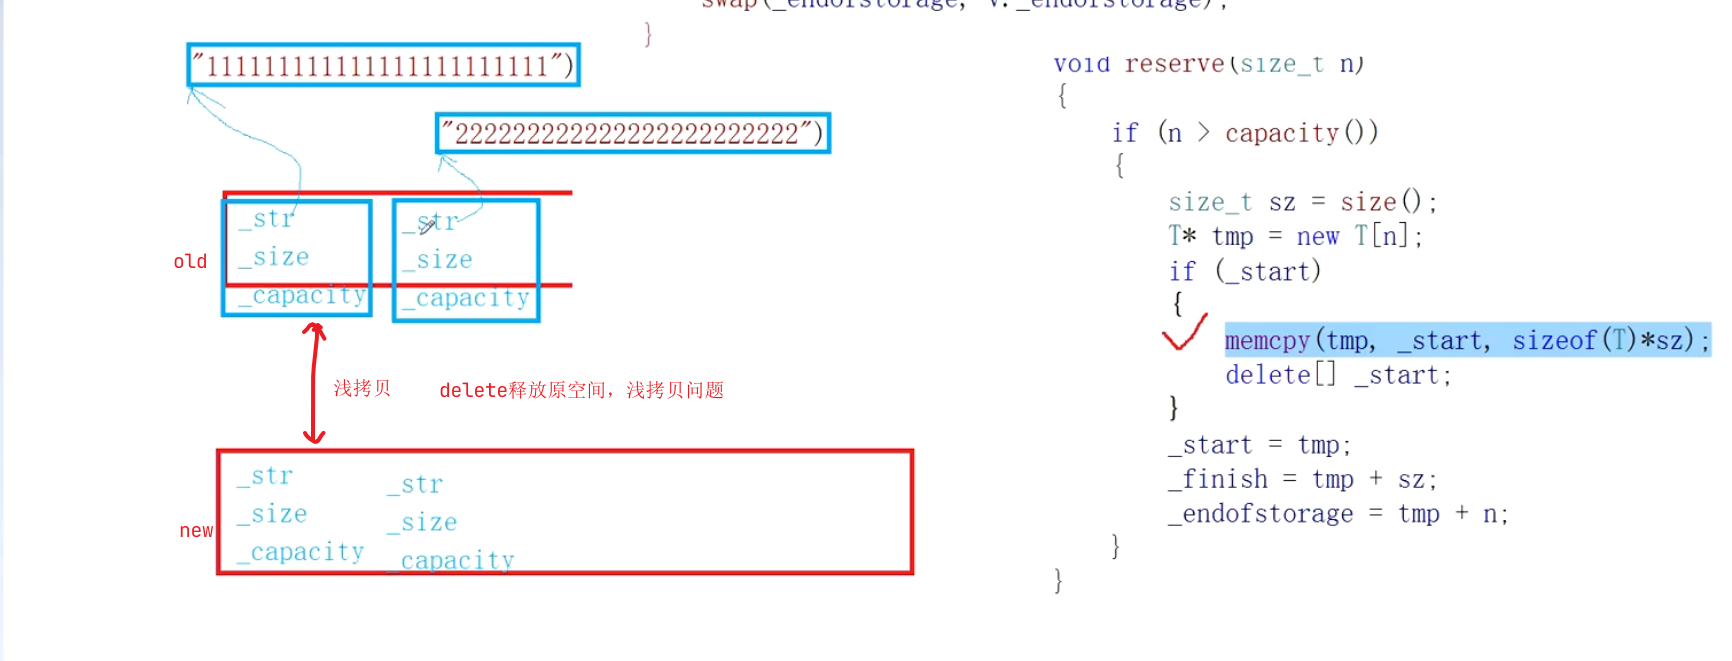 swap(_endofstorage, v._endofstorage);
}
"111111111111111111111111")
"222222222222222222222222")
old
_str
_size
_capacity
_str
_size
_capacity
浅拷贝
delete释放原空间，浅拷贝问题
new
_str
_size
_capacity
_str
_size
_capacity
void reserve(size_t n)
{
if (n > capacity())
{
size_t sz = size();
T* tmp = new T[n];
if (_start)
{
memcpy(tmp, _start, sizeof(T)*sz);
delete[] _start;
}
_start = tmp;
_finish = tmp + sz;
_endofstorage = tmp + n;
}
}